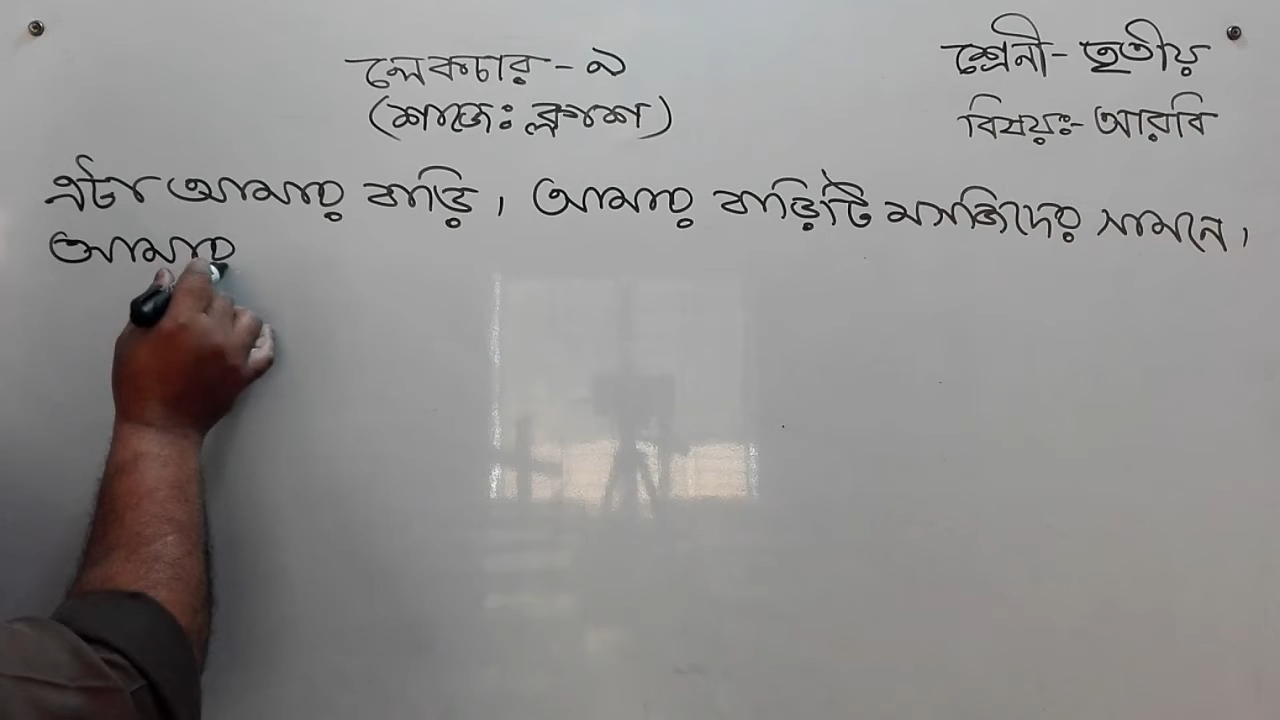 লেকচার - ৯
(শাজে: ক্লাশ)
শ্রেনী - তৃতীয়
বিষয়ঃ- আরবি
এটা আমার বাড়ি। আমার বাড়িটি মসজিদের সামনে।
আমার